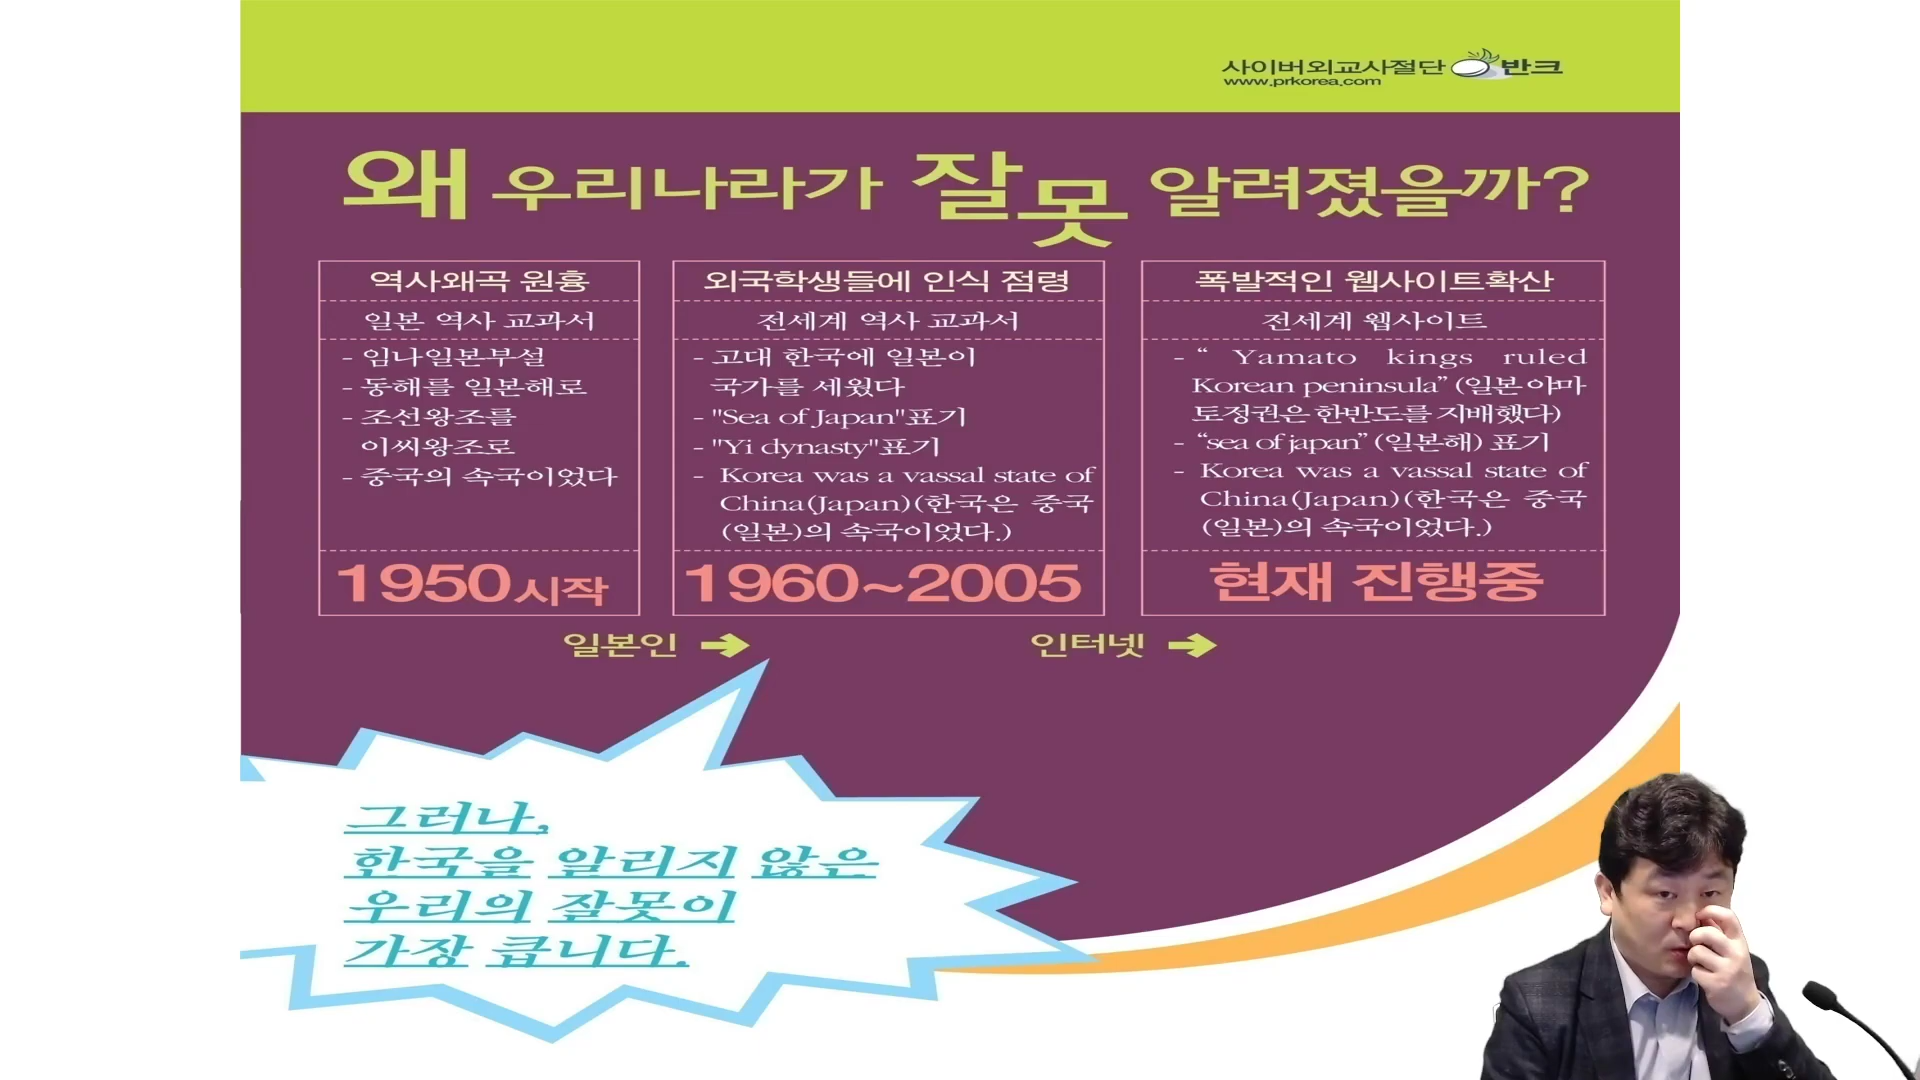 사이버외교사절단 반크
www.prkorea.com
왜 우리나라가 잘못 알려졌을까?
역사왜곡 원흉
일본 역사 교과서
- 임나일본부설
- 동해를 일본해로
- 조선왕조를
이씨왕조로
- 중국의 속국이었다
1950시작
외국학생들에 인식 점령
전세계 역사 교과서
- 고대 한국에 일본이
국가를 세웠다
- "Sea of Japan"표기
- "Yi dynasty"표기
- Korea was a vassal state of
China(Japan)(한국은 중국
(일본)의 속국이었다.)
1960~2005
폭발적인 웹사이트확산
전세계 웹사이트
- “ Yamato kings ruled
Korean peninsula” (일본 야마
토정권은 한반도를 지배했다)
- “sea of japan” (일본해) 표기
- Korea was a vassal state of
China(Japan)(한국은 중국
(일본)의 속국이었다.)
현재 진행중
일본인 ➔
인터넷 ➔
그러나,
한국을 알리지 않은
우리의 잘못이
가장 큽니다.